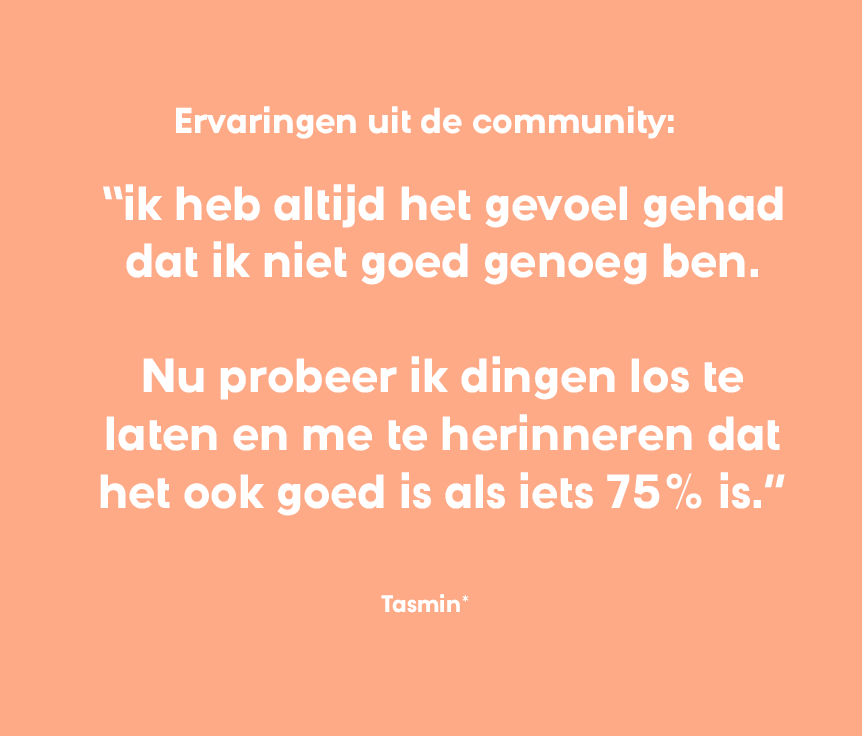 Ervaringen uit de community:
“ik heb altijd het gevoel gehad
dat ik niet goed genoeg ben.
Nu probeer ik dingen los te
laten en me te herinneren dat
het ook goed is als iets 75% is.”
Tasmin*